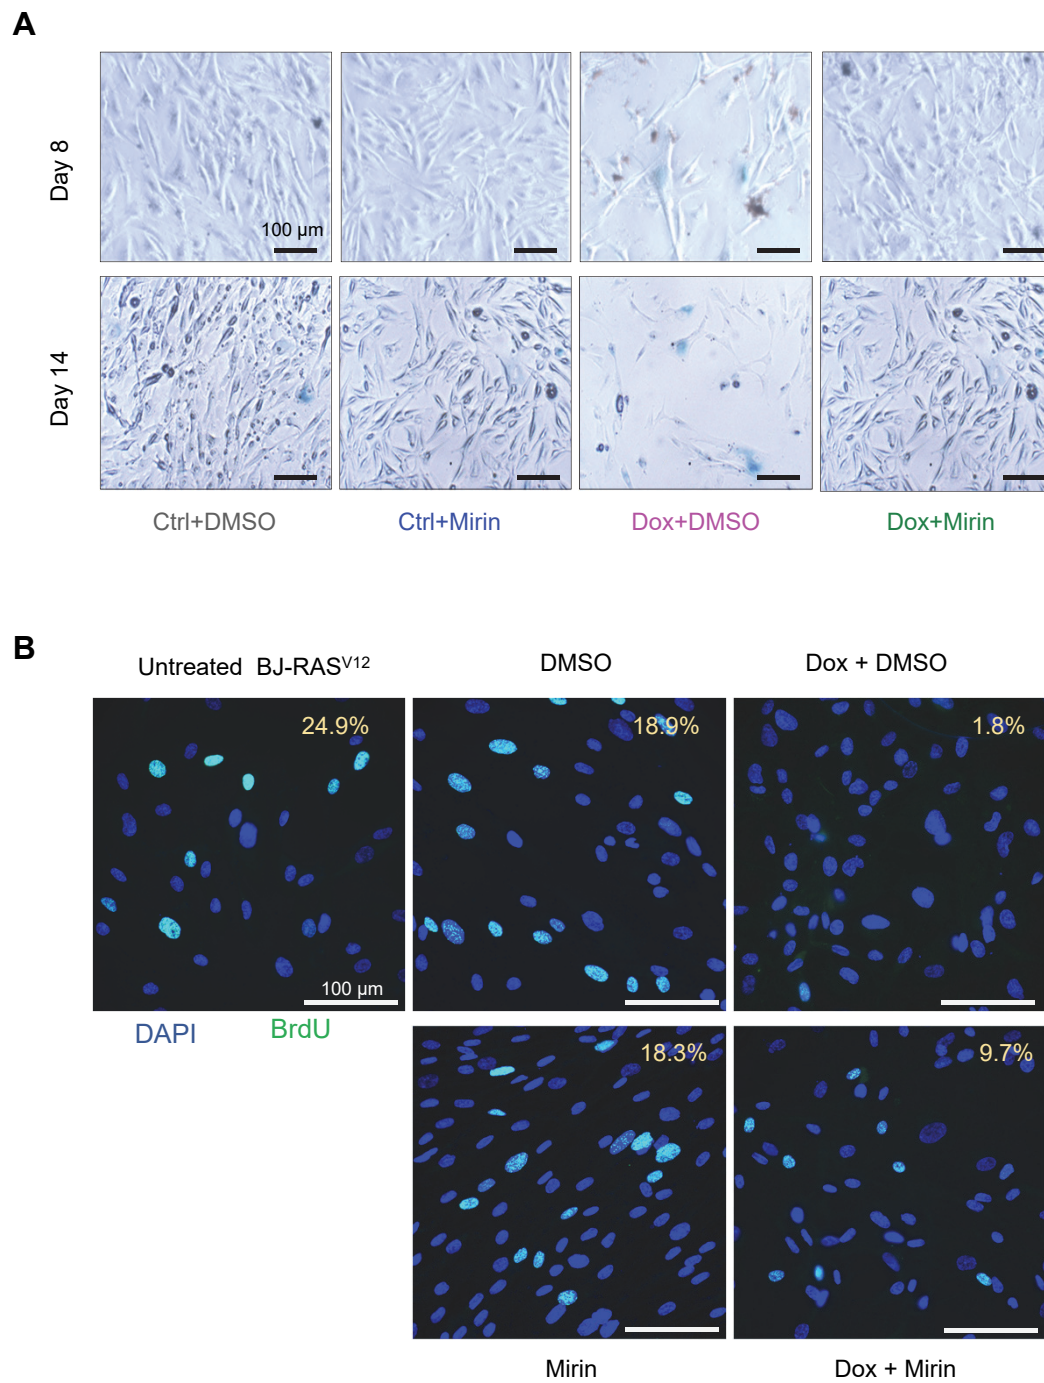 A
Day 8
100 μm
Day 14
Ctrl+DMSO
Ctrl+Mirin
Dox+DMSO
Dox+Mirin
B
Untreated BJ-RASV12
DMSO
Dox + DMSO
24.9%
18.9%
1.8%
100 μm
DAPI
BrdU
18.3%
9.7%
Mirin
Dox + Mirin